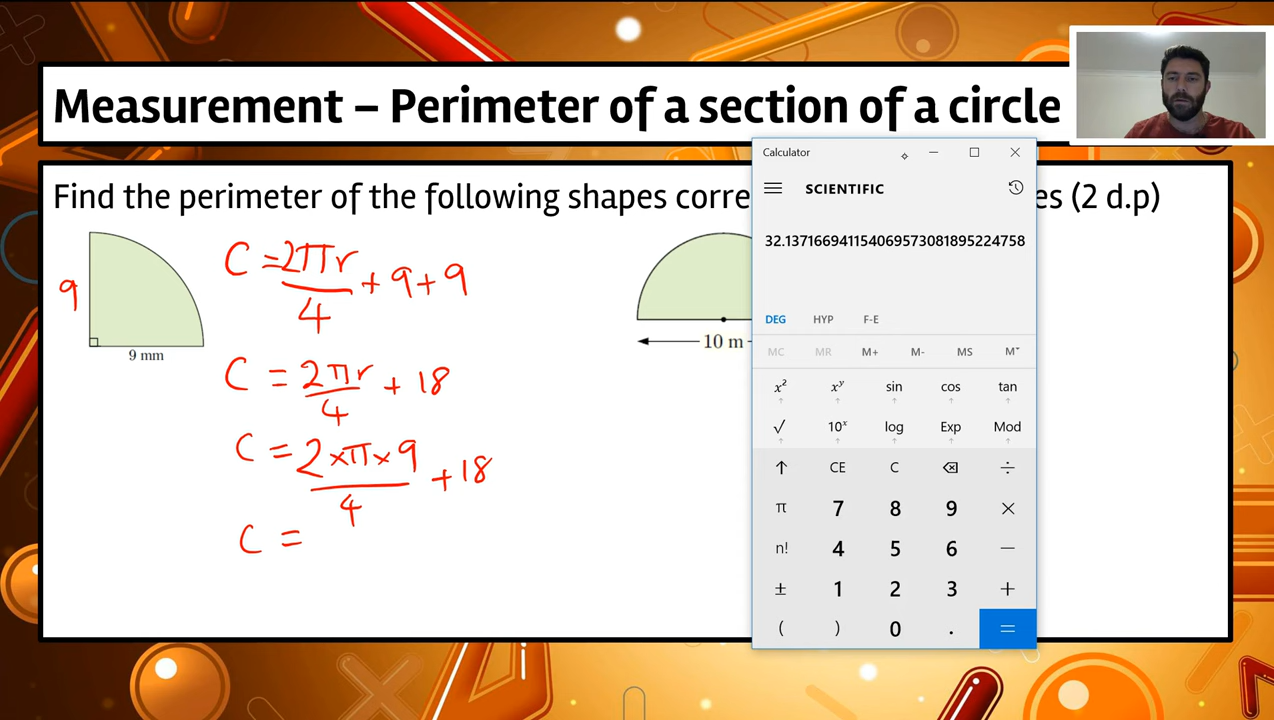 Measurement – Perimeter of a section of a circle
Find the perimeter of the following shapes corre
es (2 d.p)
9
9 mm
C = 2πr/4 + 9 + 9
C = 2πr/4 + 18
C = 2×π×9/4 + 18
C =
10 m
Calculator
SCIENTIFIC
32.137166941154069573081895224758
DEG HYP F-E
MC MR M+ M- MS M˅
x² xʸ sin cos tan
√ 10ˣ log Exp Mod
↑ CE C ⌫ ÷
π 7 8 9 ×
n! 4 5 6 −
± 1 2 3 +
( ) 0 . =